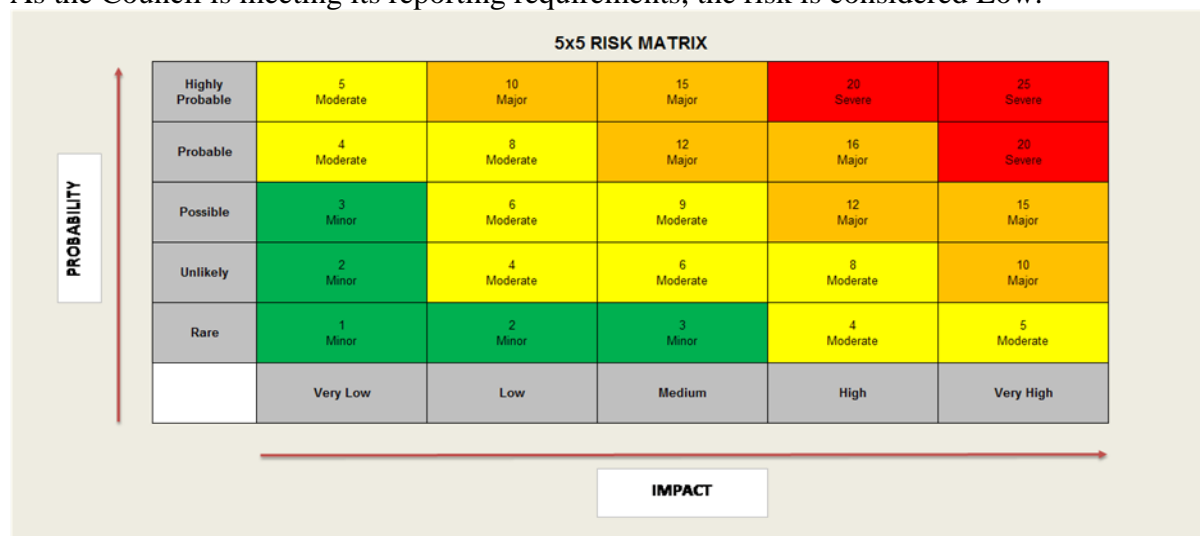 As the Council is meeting its reporting requirements, the risk is considered Low.
5x5 RISK MATRIX
Highly
Probable
5
Moderate
10
Major
15
Major
20
Severe
25
Severe
Probable
4
Moderate
8
Moderate
12
Major
16
Major
20
Severe
Possible
3
Minor
6
Moderate
9
Moderate
12
Major
15
Major
Unlikely
2
Minor
4
Moderate
6
Moderate
8
Moderate
10
Major
Rare
1
Minor
2
Minor
3
Minor
4
Moderate
5
Moderate
Very Low
Low
Medium
High
Very High
PROBABILITY
IMPACT